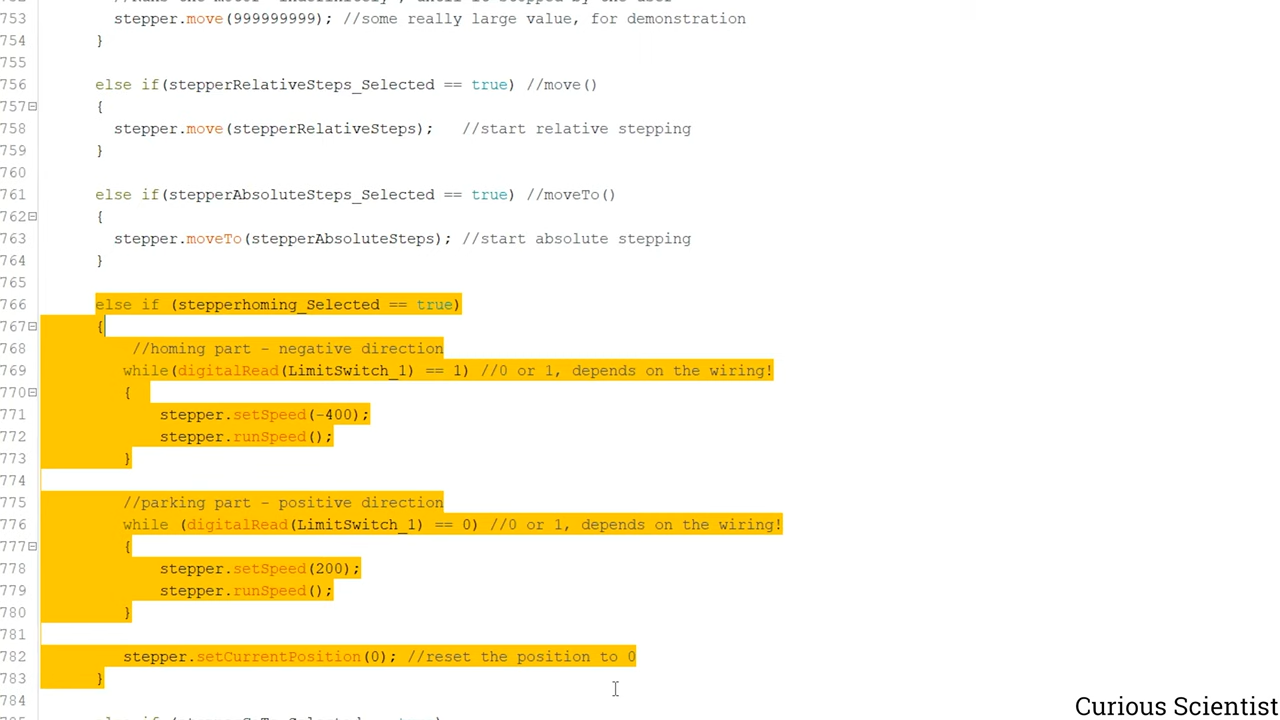 753 stepper.move(999999999); //some really large value, for demonstration
754 }
755
756 else if(stepperRelativeSteps_Selected == true) //move()
757 {
758 stepper.move(stepperRelativeSteps); //start relative stepping
759 }
760
761 else if(stepperAbsoluteSteps_Selected == true) //moveTo()
762 {
763 stepper.moveTo(stepperAbsoluteSteps); //start absolute stepping
764 }
765
766 else if (stepperhoming_Selected == true)
767 {
768 //homing part - negative direction
769 while(digitalRead(LimitSwitch_1) == 1) //0 or 1, depends on the wiring!
770 {
771 stepper.setSpeed(-400);
772 stepper.runSpeed();
773 }
774
775 //parking part - positive direction
776 while (digitalRead(LimitSwitch_1) == 0) //0 or 1, depends on the wiring!
777 {
778 stepper.setSpeed(200);
779 stepper.runSpeed();
780 }
781
782 stepper.setCurrentPosition(0); //reset the position to 0
783 }
784
Curious Scientist